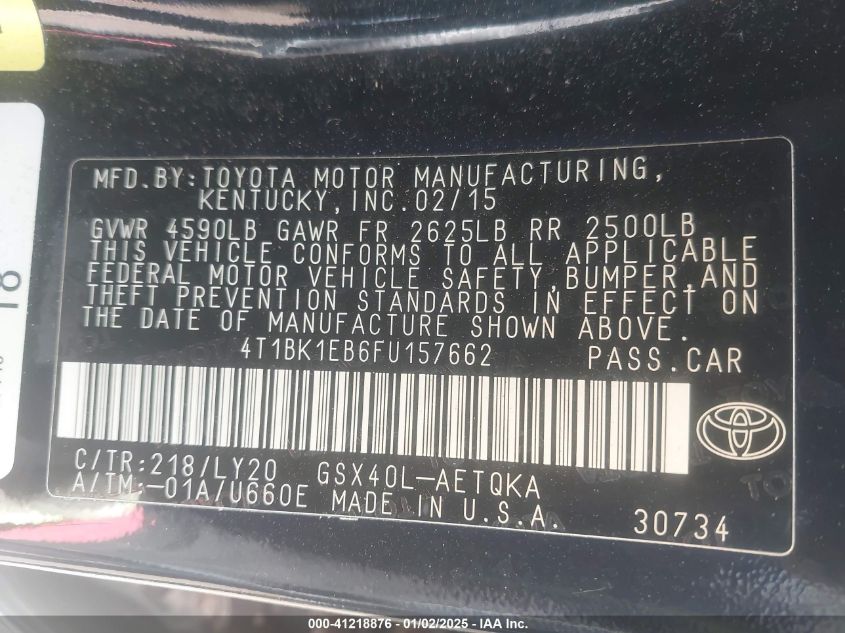 MFD.BY:TOYOTA MOTOR MANUFACTURING,
KENTUCKY,INC.02/15
GVWR 4590LB GAWR FR 2625LB RR 2500LB
THIS VEHICLE CONFORMS TO ALL APPLICABLE
FEDERAL MOTOR VEHICLE SAFETY,BUMPER,AND
THEFT PREVENTION STANDARDS IN EFFECT ON
THE DATE OF MANUFACTURE SHOWN ABOVE.
4T1BK1EB6FU157662 PASS.CAR
C/TR:218/LY20 GSX40L-AETQKA
A/TM:-01A/U660E MADE IN U.S.A. 30734
18
000-41218876 - 01/02/2025 - IAA Inc.